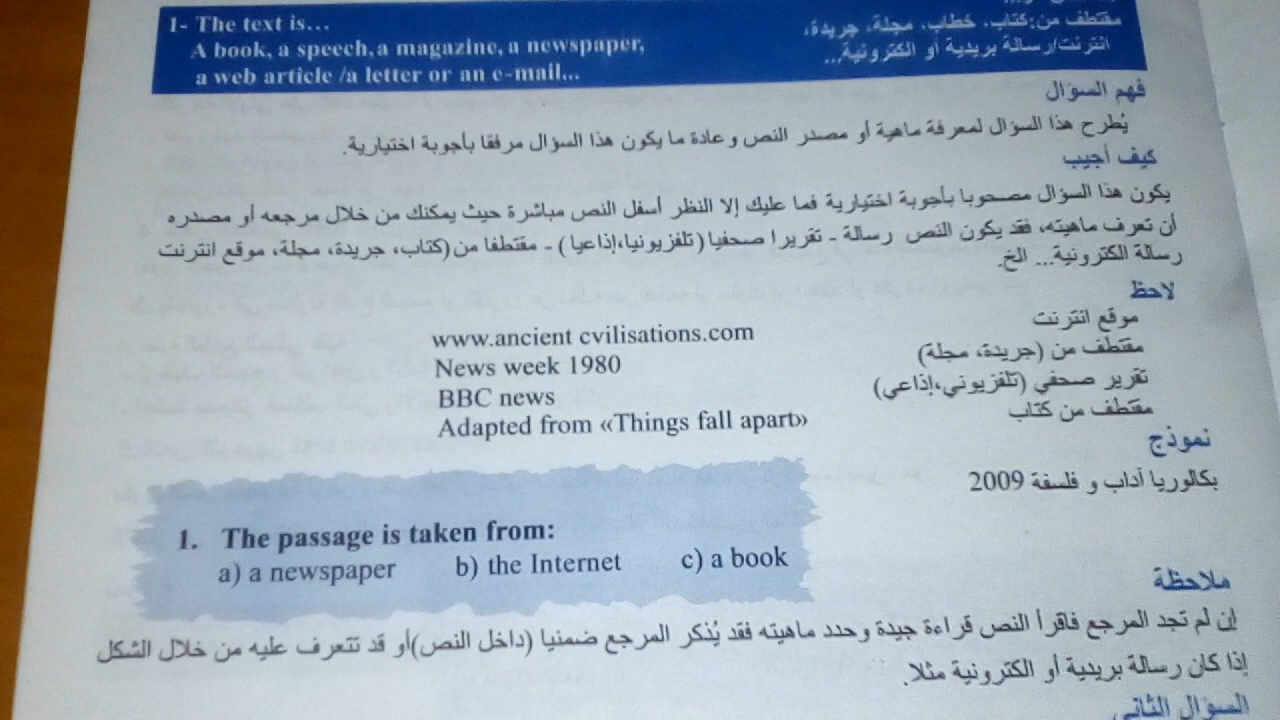 1- The text is...
مقتطف من:كتاب، خطاب، مجلة، جريدة،
A book, a speech, a magazine, a newspaper,
انترنت/رسالة بريدية أو الكترونية...
a web article /a letter or an e-mail...
فهم السؤال
يُطرح هذا السؤال لمعرفة ماهية أو مصدر النص وعادة ما يكون هذا السؤال مرفقا بأجوبة اختيارية.
كيف أجيب
يكون هذا السؤال مصحوبا بأجوبة اختيارية فما عليك إلا النظر أسفل النص مباشرة حيث يمكنك من خلال مرجعه أو مصدره
أن تعرف ماهيته، فقد يكون النص رسالة - تقريرا صحفيا (تلفزيونيا،إذاعيا) - مقتطفا من (كتاب، جريدة، مجلة، موقع انترنت
رسالة الكترونية... الخ.
لاحظ
موقع انترنت www.ancient cvilisations.com
مقتطف من (جريدة، مجلة) News week 1980
تقرير صحفي (تلفزيوني،إذاعي) BBC news
مقتطف من كتاب Adapted from «Things fall apart»
نموذج
بكالوريا آداب و فلسفة 2009
1. The passage is taken from:
a) a newspaper b) the Internet c) a book
ملاحظة
إن لم تجد المرجع فاقرأ النص قراءة جيدة وحدد ماهيته فقد يُذكر المرجع ضمنيا (داخل النص)أو قد تتعرف عليه من خلال الشكل
إذا كان رسالة بريدية أو الكترونية مثلا.
السؤال الثاني